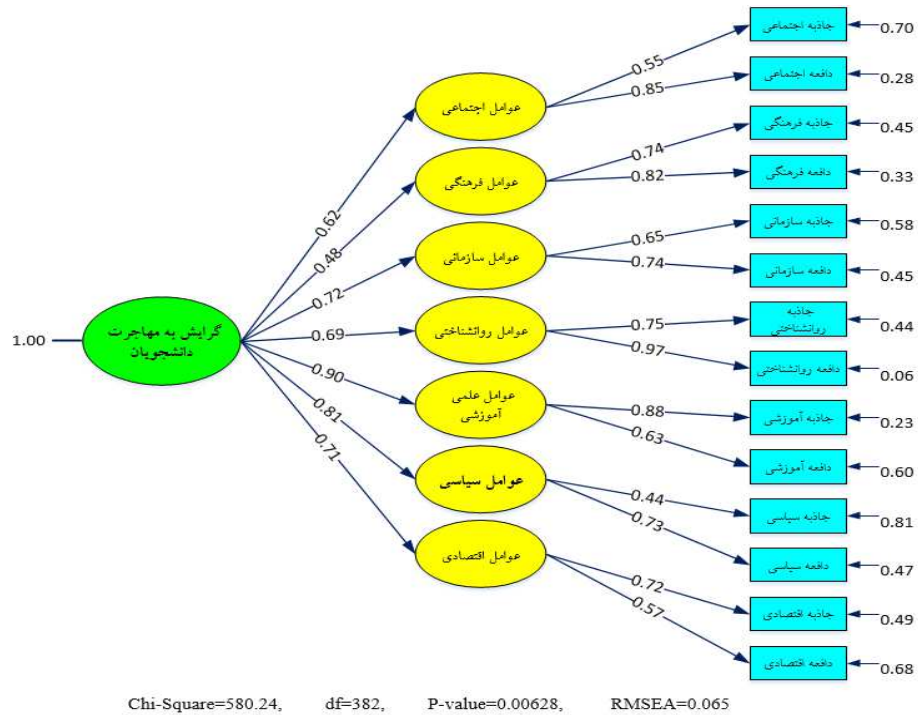 1.00
گرایش به مهاجرت
دانشجویان
0.62
0.48
0.72
0.69
0.90
0.81
0.71
عوامل اجتماعی
عوامل فرهنگی
عوامل سازمانی
عوامل روانشناختی
عوامل علمی
آموزشی
عوامل سیاسی
عوامل اقتصادی
0.55
0.85
0.74
0.82
0.65
0.74
0.75
0.97
0.88
0.63
0.44
0.73
0.72
0.57
جاذبه اجتماعی
0.70
دافعه اجتماعی
0.28
جاذبه فرهنگی
0.45
دافعه فرهنگی
0.33
جاذبه سازمانی
0.58
دافعه سازمانی
0.45
جاذبه
روانشناختی
0.44
دافعه روانشناختی
0.06
جاذبه آموزشی
0.23
دافعه آموزشی
0.60
جاذبه سیاسی
0.81
دافعه سیاسی
0.47
جاذبه اقتصادی
0.49
دافعه اقتصادی
0.68
Chi-Square=580.24, df=382, P-value=0.00628, RMSEA=0.065